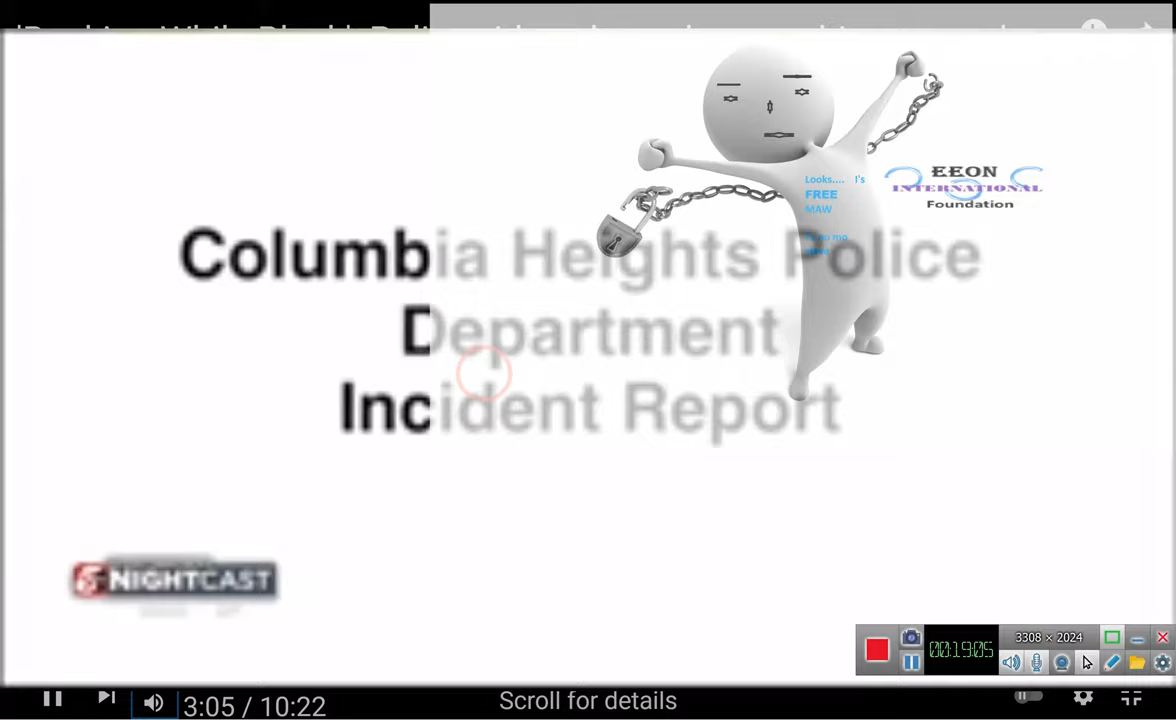 Looks.... I's
FREE
MAW
EEON
INTERNATIONAL
Foundation
Columbia Heights Police
Department
Incident Report
5 NIGHTCAST
3308 × 2024
00:19:05
3:05 / 10:22
Scroll for details